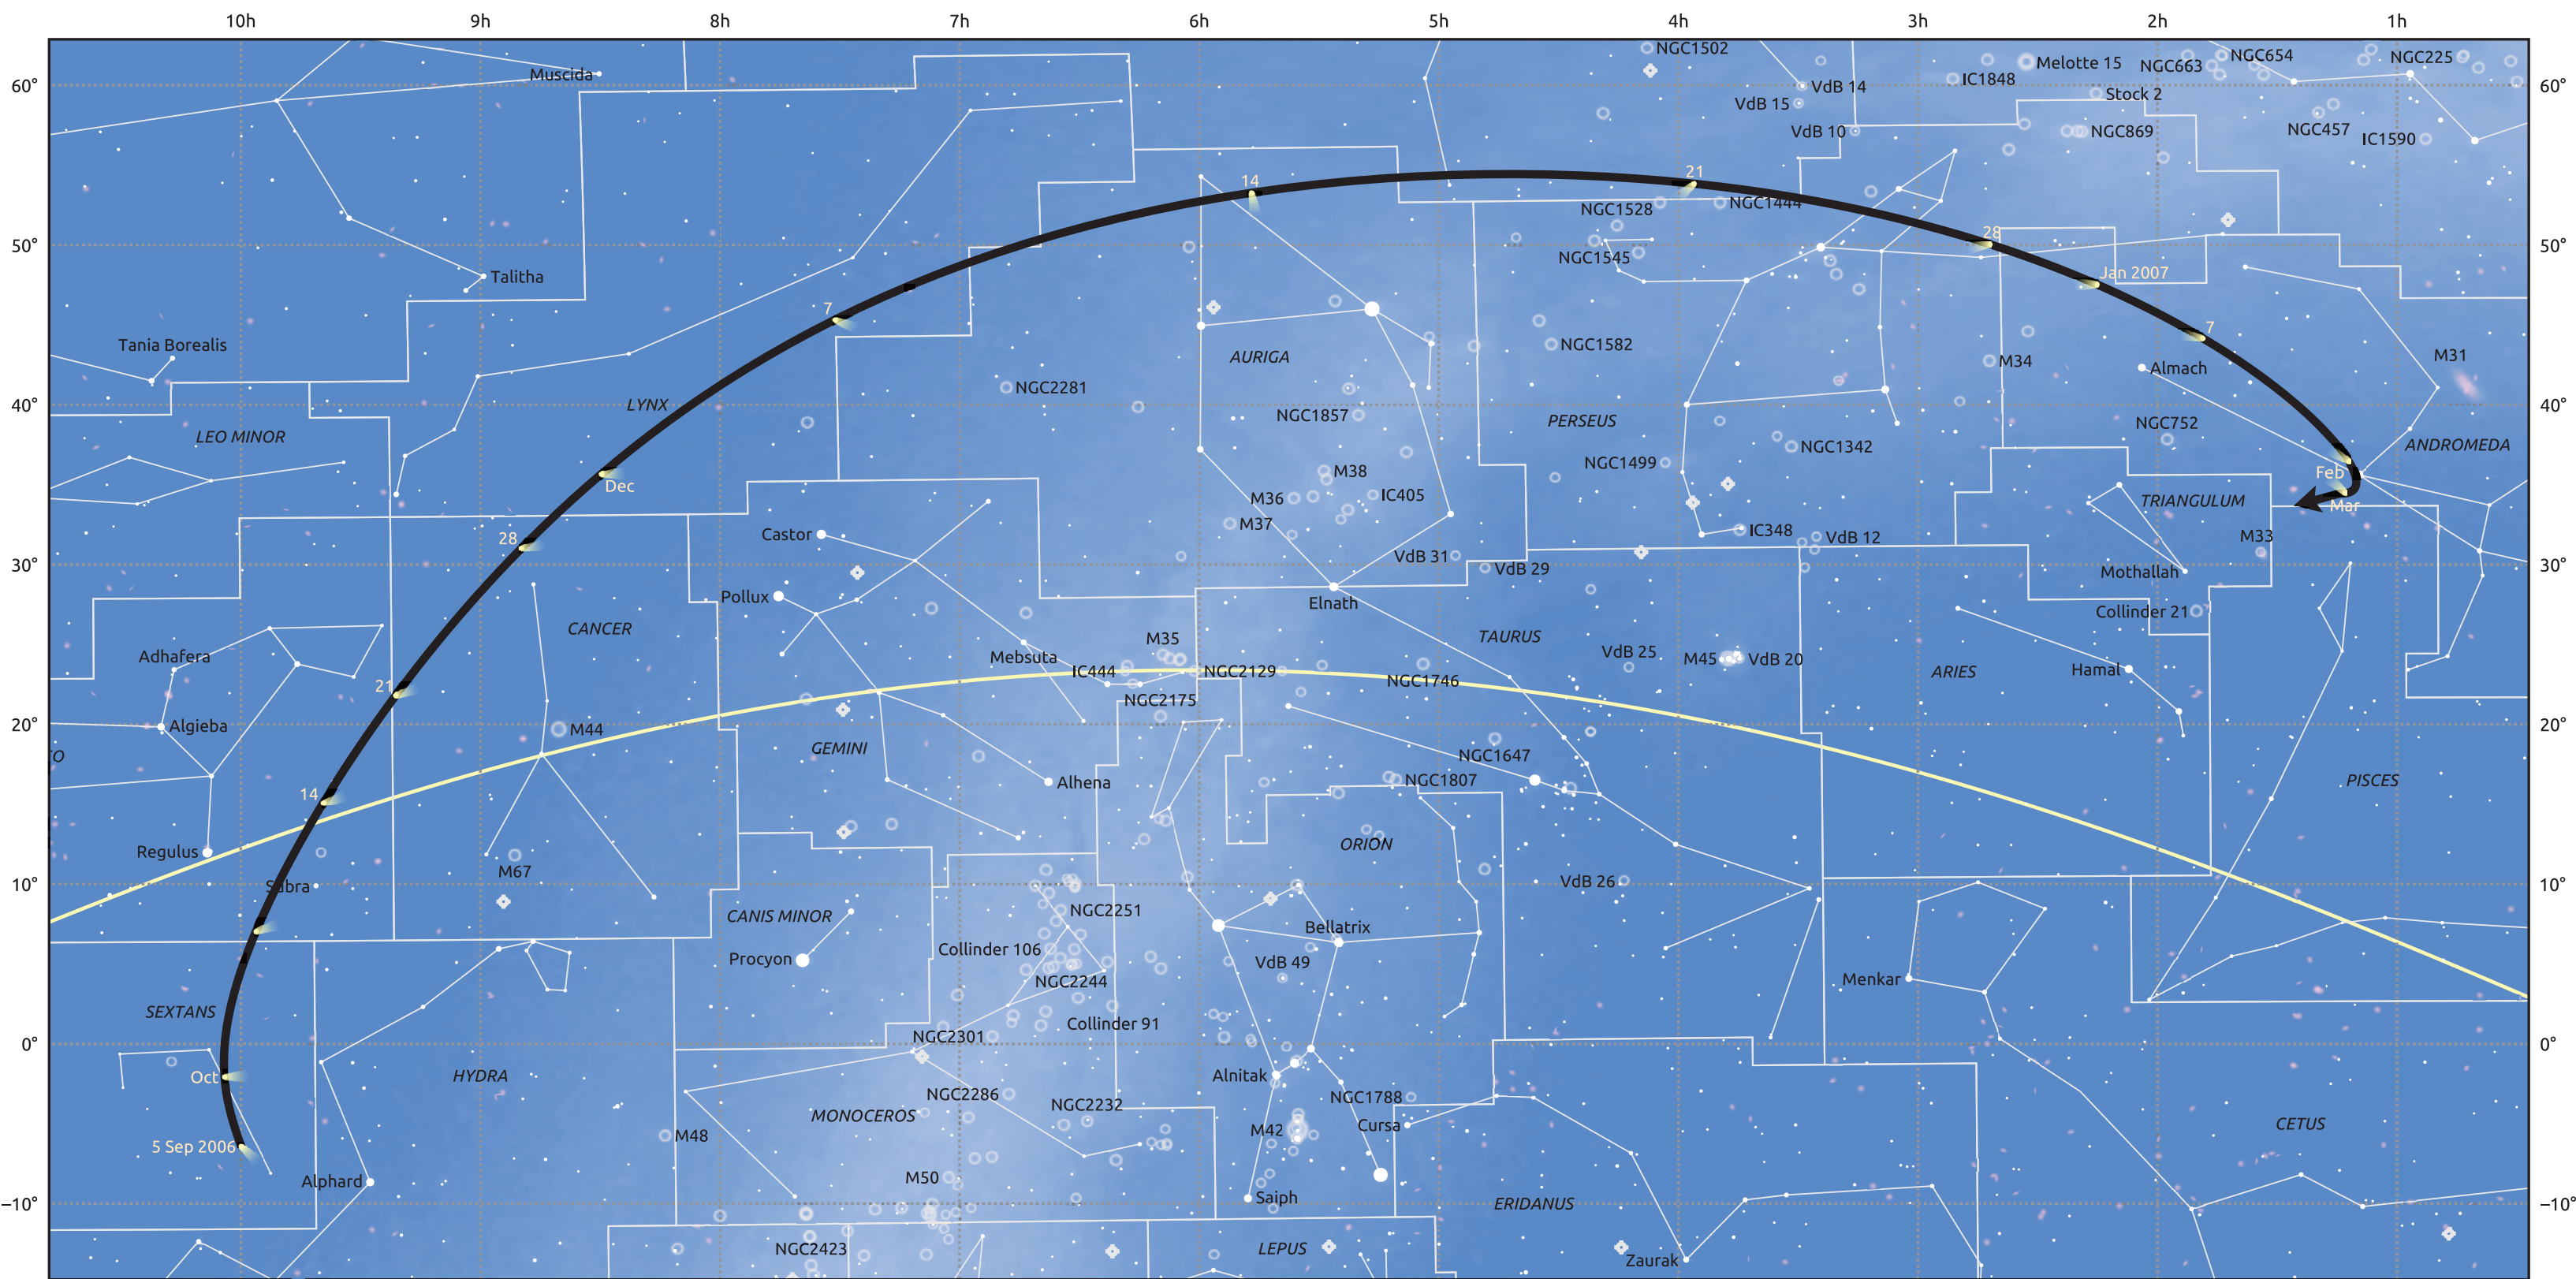 10h 9h 8h 7h 6h 5h 4h 3h 2h 1h
NGC1502
NGC654
NGC225
Melotte 15
NGC663
Muscida
IC1848
60°
VdB 14
60°
Stock 2
VdB 15
NGC457
VdB 10
NGC869
IC1590
14
21
NGC1528
NGC1444
50°
28
50°
NGC1545
Jan 2007
Talitha
7
7
Tania Borealis
NGC1582
AURIGA
M31
M34
Almach
NGC2281
40°
LYNX
40°
NGC1857
PERSEUS
NGC752
LEO MINOR
NGC1342
ANDROMEDA
NGC1499
M38
Feb
Dec
M36
IC405
TRIANGULUM
Mar
M37
Castor
IC348
28
VdB 12
M33
VdB 31
30°
VdB 29
Mothallah
30°
Pollux
Elnath
Collinder 21
CANCER
TAURUS
M35
Adhafera
Mebsuta
VdB 25
M45
VdB 20
IC444
NGC2129
ARIES
Hamal
NGC1746
21
NGC2175
20°
Algieba
M44
20°
GEMINI
O
NGC1647
Alhena
NGC1807
PISCES
14
Regulus
ORION
M67
10°
Subra
VdB 26
10°
NGC2251
CANIS MINOR
Bellatrix
Collinder 106
Procyon
VdB 49
NGC2244
Menkar
SEXTANS
Collinder 91
NGC2301
0°
0°
Oct
HYDRA
Alnitak
NGC2286
NGC1788
MONOCEROS
NGC2232
CETUS
M48
M42
Cursa
5 Sep 2006
M50
Alphard
Saiph
ERIDANUS
−10°
−10°
NGC2423
LEPUS
Zaurak